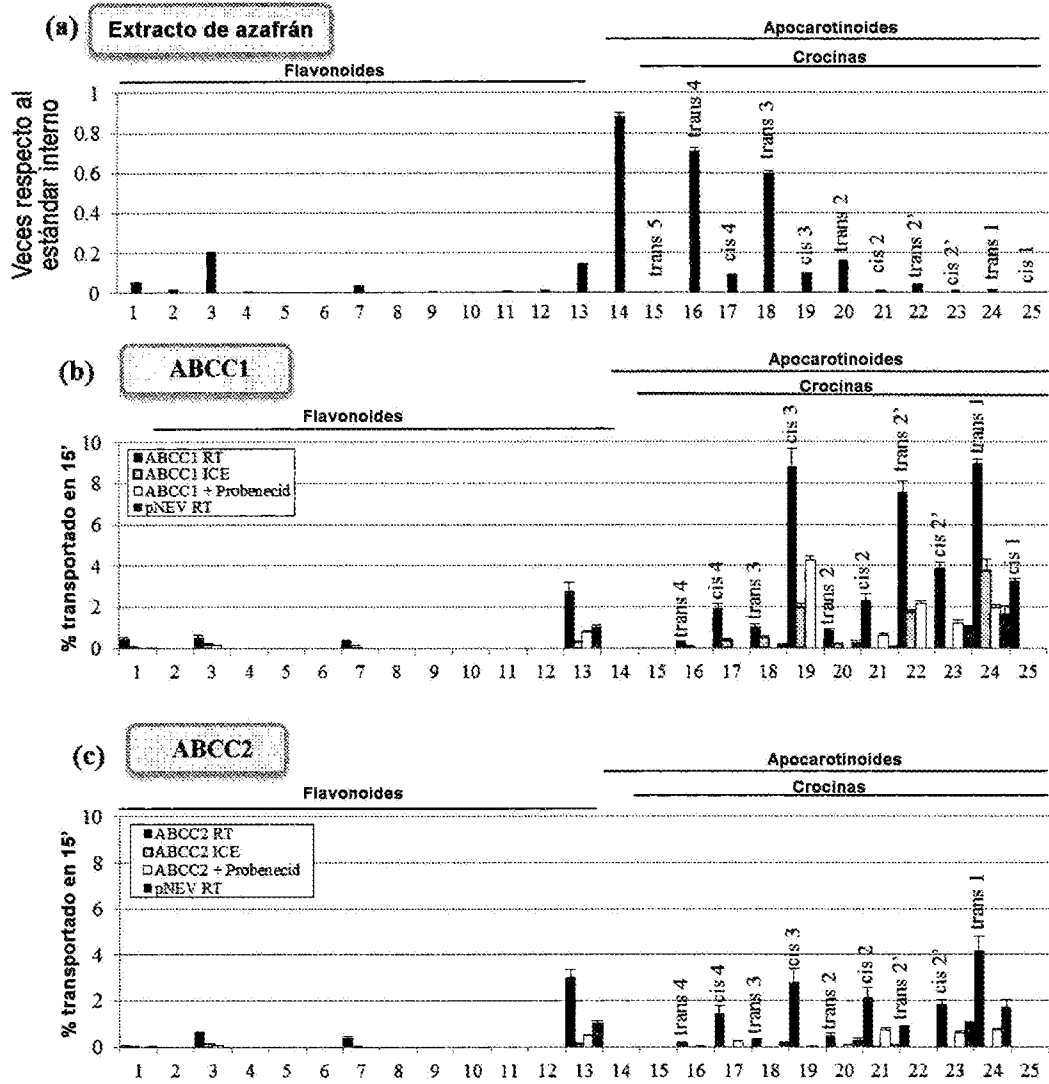 (a) Extracto de azafrán
Apocarotinoides
Crocinas
Flavonoides
Veces respecto al
estándar interno
1
0.8
0.6
0.4
0.2
0
trans 5
trans 4
cis 4
trans 3
cis 3
trans 2
cis 2
trans 2’
cis 2’
trans 1
cis 1
1 2 3 4 5 6 7 8 9 10 11 12 13 14 15 16 17 18 19 20 21 22 23 24 25
(b) ABCC1
Apocarotinoides
Crocinas
Flavonoides
% transportado en 15’
10
8
6
4
2
0
ABCC1 RT
ABCC1 ICE
ABCC1 + Probenecid
pNEV RT
trans 4
cis 4
trans 3
cis 3
trans 2
cis 2
trans 2’
cis 2’
trans 1
cis 1
1 2 3 4 5 6 7 8 9 10 11 12 13 14 15 16 17 18 19 20 21 22 23 24 25
(c) ABCC2
Apocarotinoides
Crocinas
Flavonoides
% transportado en 15’
10
8
6
4
2
0
ABCC2 RT
ABCC2 ICE
ABCC2 + Probenecid
pNEV RT
trans 4
cis 4
trans 3
cis 3
trans 2
cis 2
trans 2’
cis 2’
trans 1
1 2 3 4 5 6 7 8 9 10 11 12 13 14 15 16 17 18 19 20 21 22 23 24 25